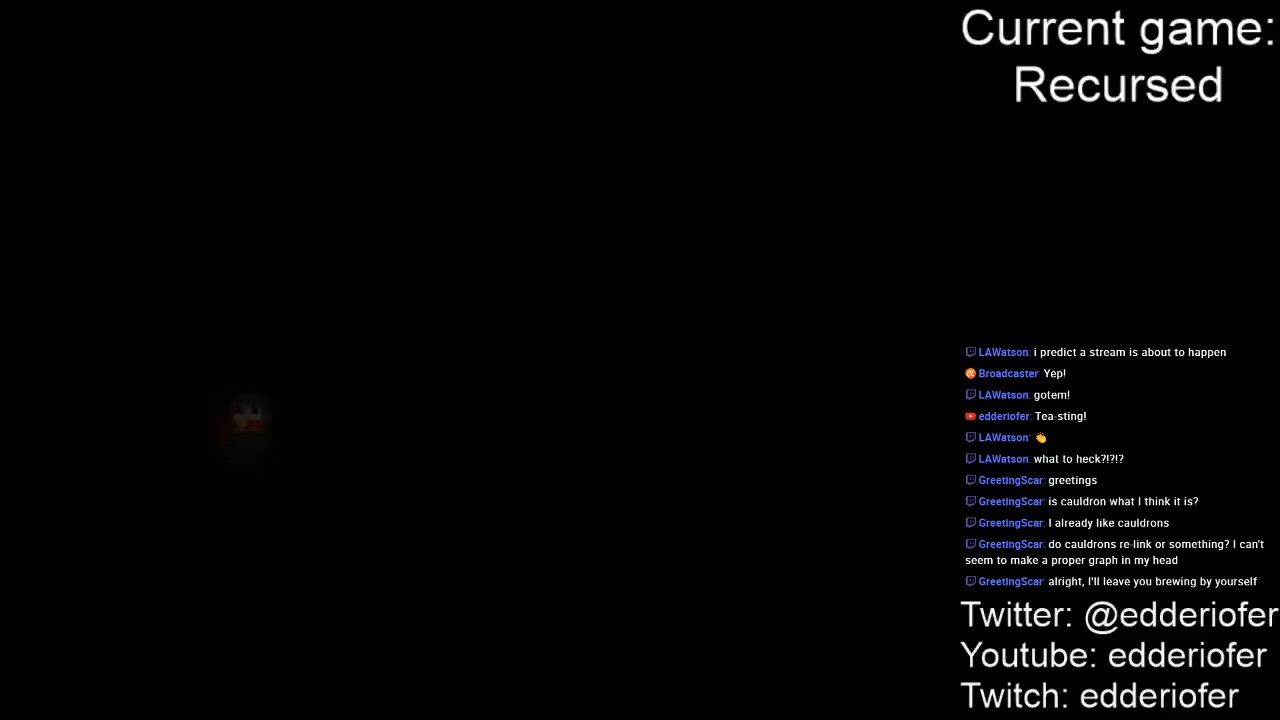 Current game:
Recursed
LAWatson: i predict a stream is about to happen
Broadcaster: Yep!
LAWatson: gotem!
edderiofer: Tea-sting!
LAWatson: 👏
LAWatson: what to heck?!?!?
GreetingScar: greetings
GreetingScar: is cauldron what I think it is?
GreetingScar: I already like cauldrons
GreetingScar: do cauldrons re-link or something? I can't
seem to make a proper graph in my head
GreetingScar: alright, I'll leave you brewing by yourself
Twitter: @edderiofer
Youtube: edderiofer
Twitch: edderiofer